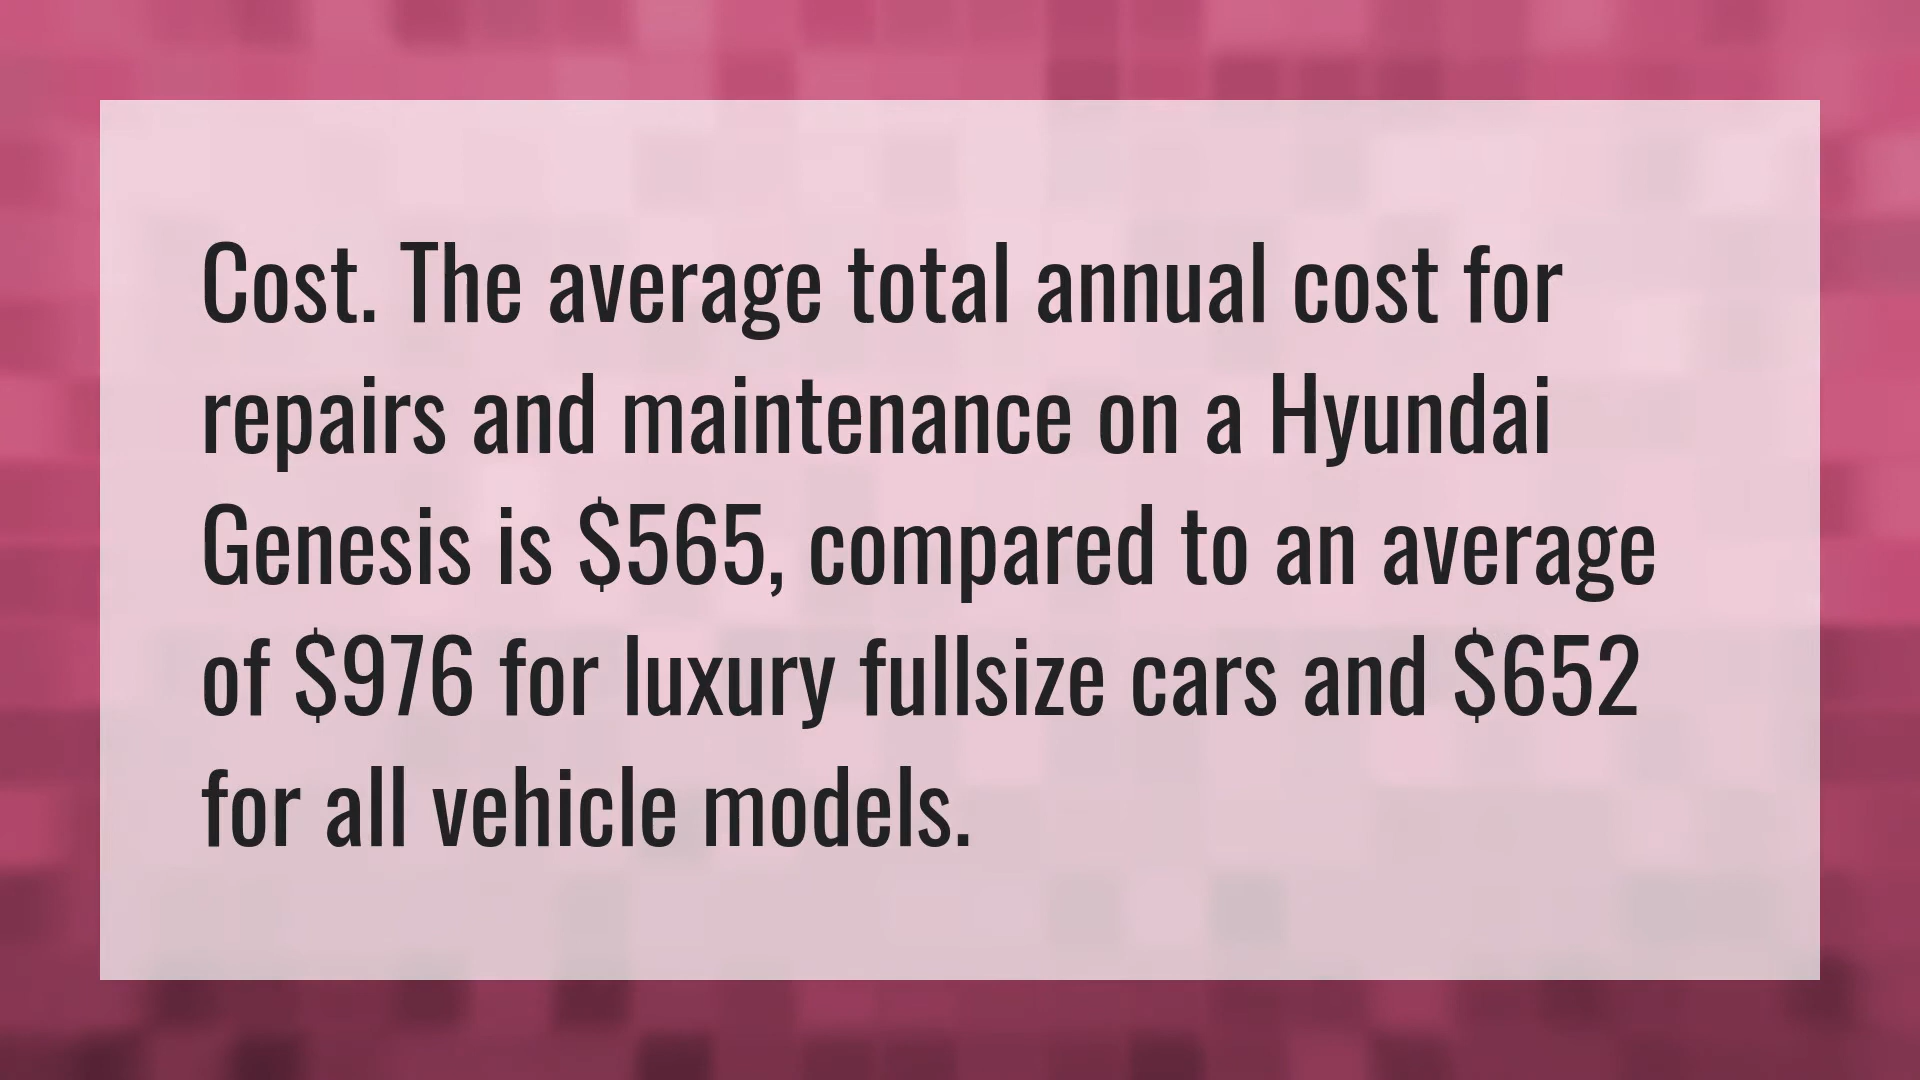 Cost. The average total annual cost for
repairs and maintenance on a Hyundai
Genesis is $565, compared to an average
of $976 for luxury fullsize cars and $652
for all vehicle models.